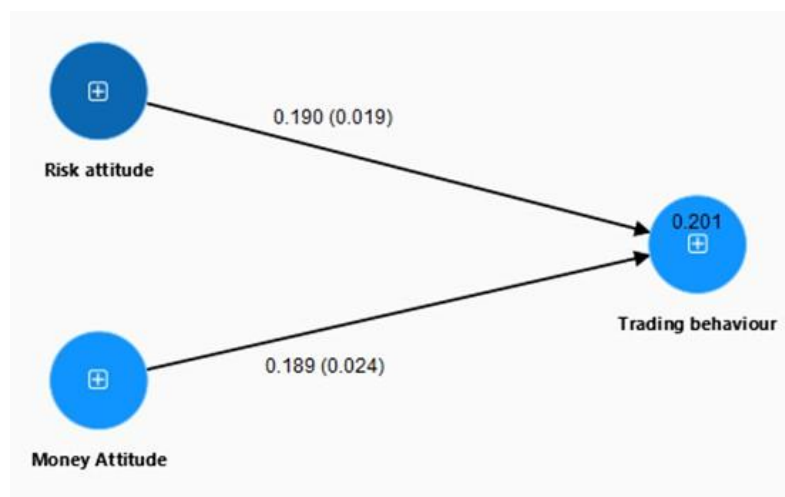 0.190 (0.019)
Risk attitude
0.201
Trading behaviour
0.189 (0.024)
Money Attitude